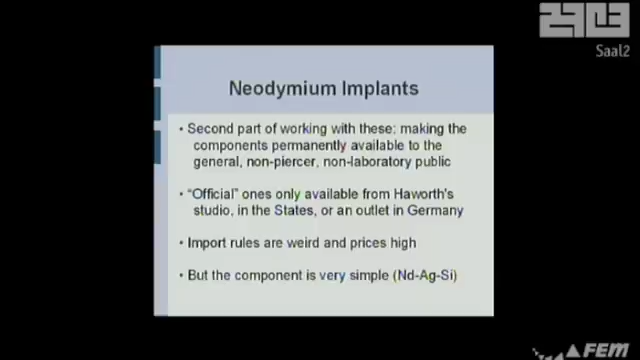 Saal2
Neodymium Implants
• Second part of working with these: making the
components permanently available to the
general, non-piercer, non-laboratory public
• “Official” ones only available from Haworth's
studio, in the States, or an outlet in Germany
• Import rules are weird and prices high
• But the component is very simple (Nd-Ag-Si)
FEM